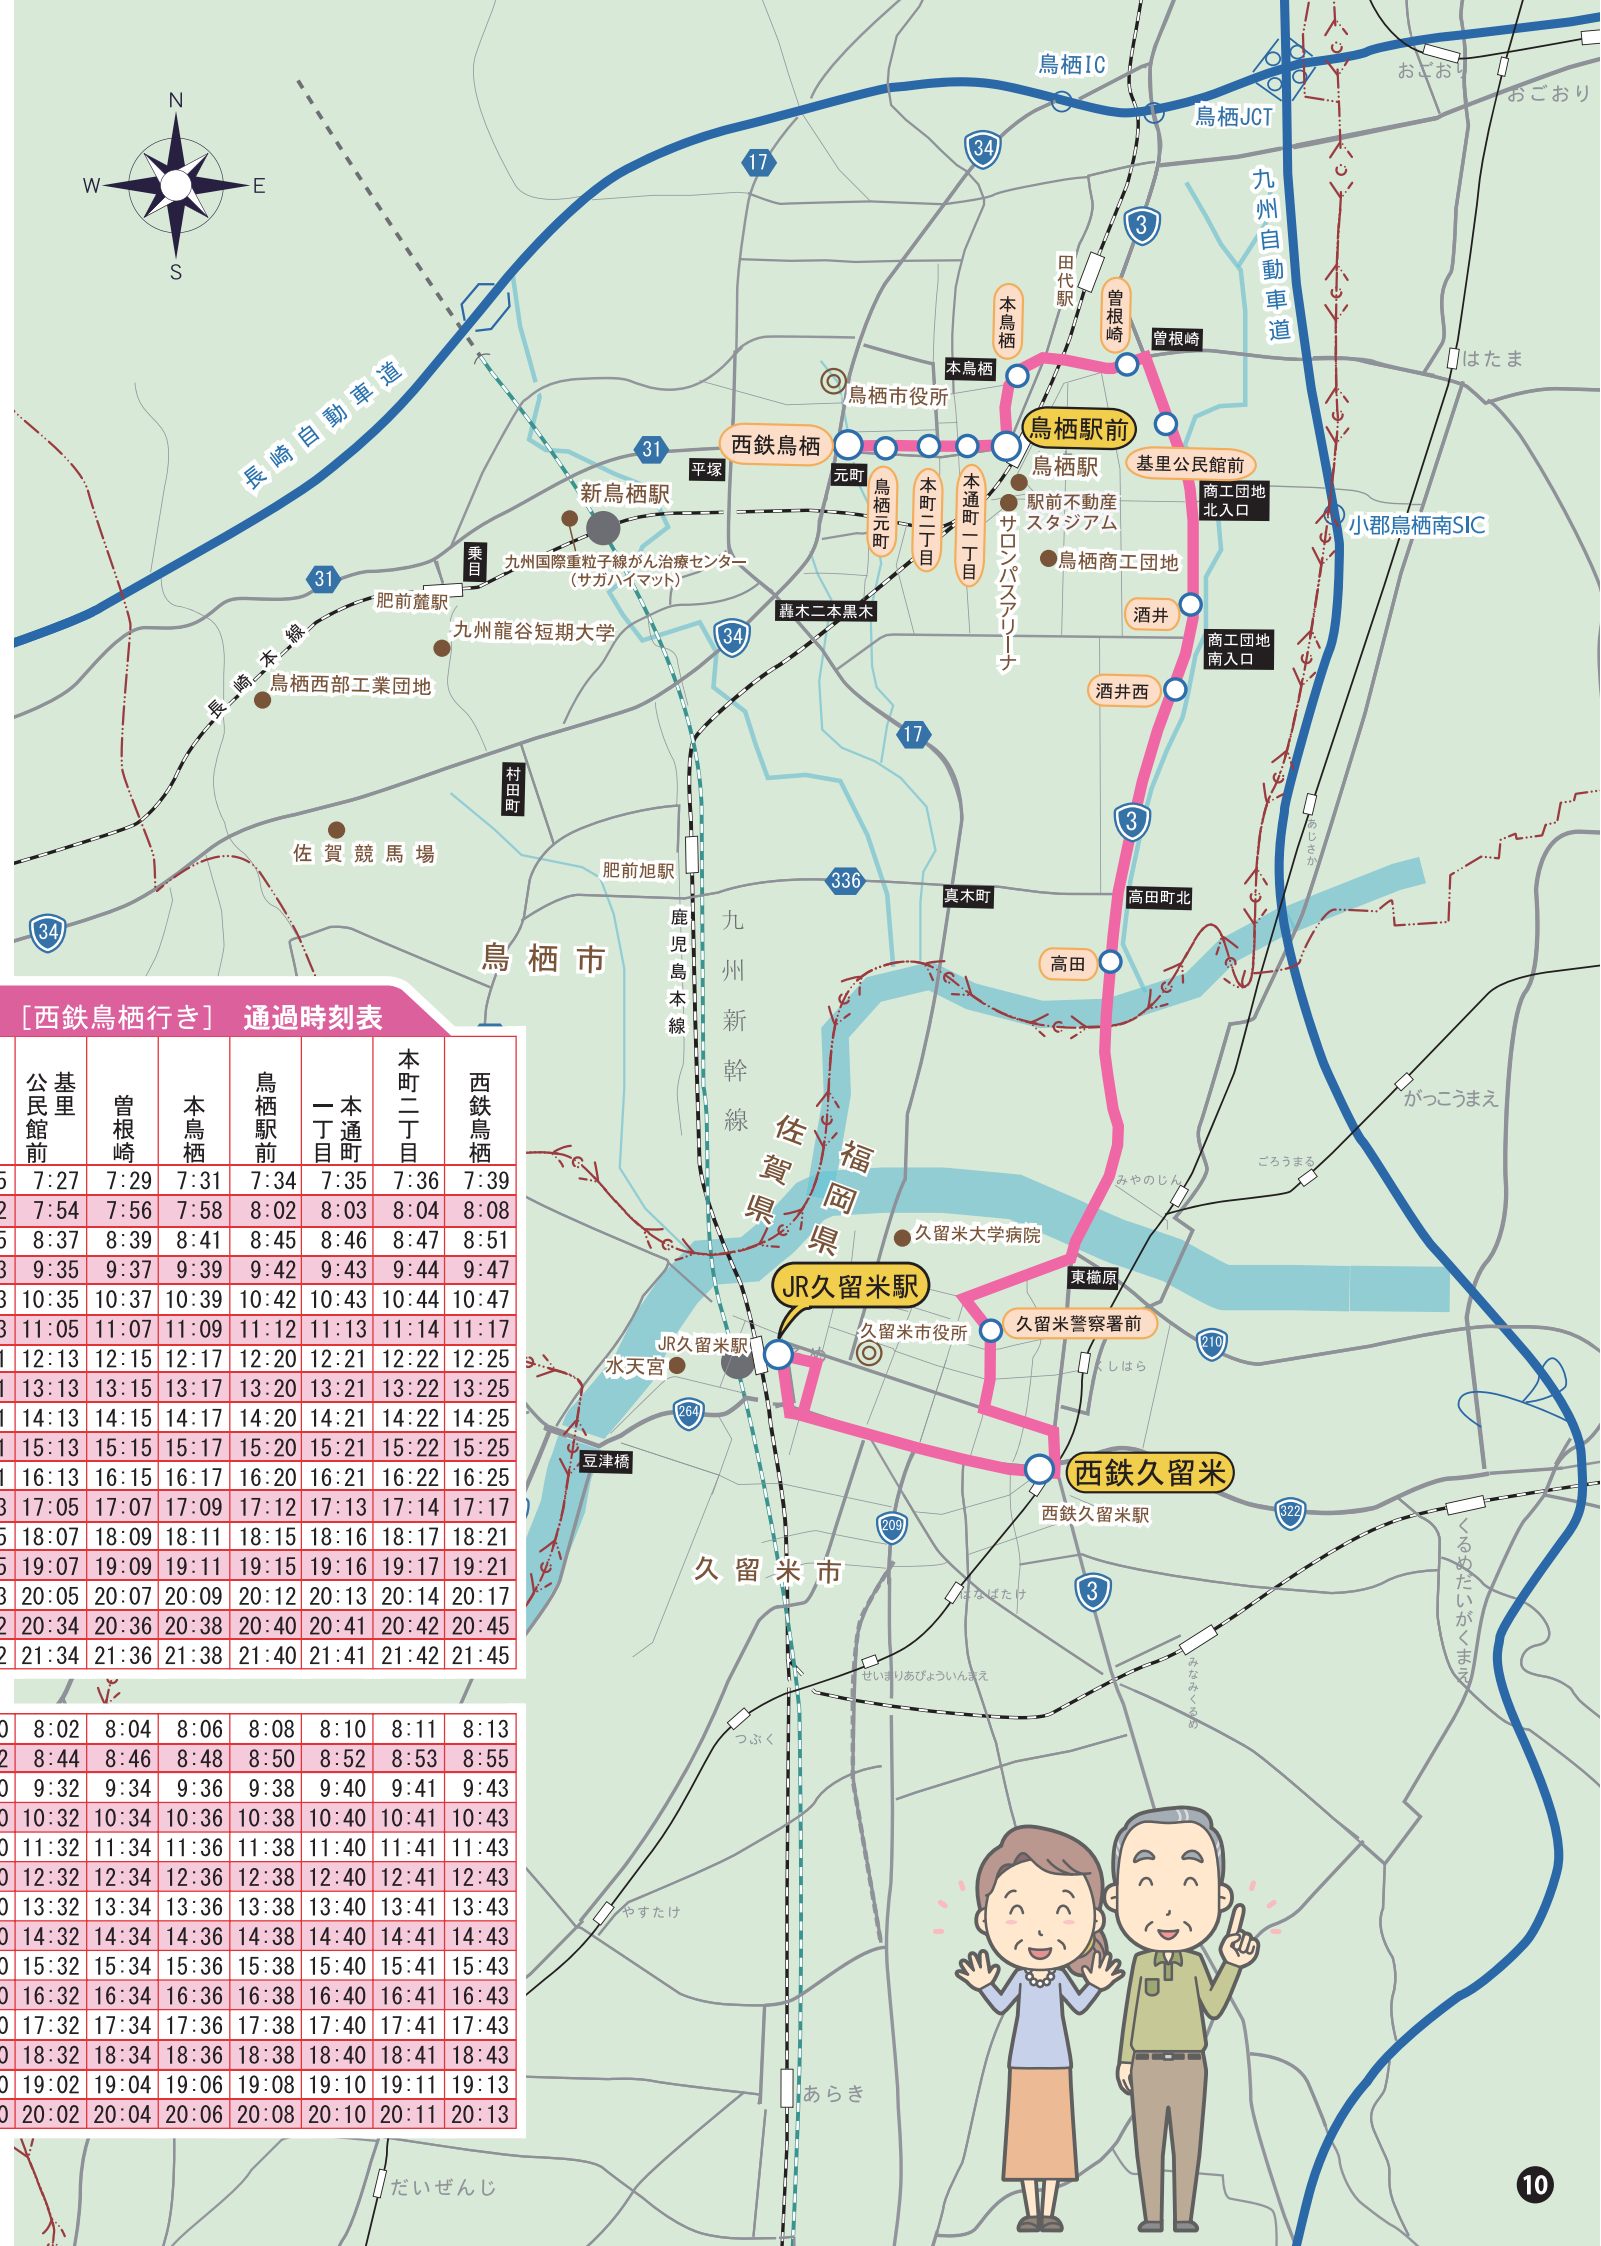 N
W
E
S
鳥栖IC
鳥栖JCT
おごおり
おごおり
17
34
3
九州自動車道
長崎自動車道
田代駅
本鳥栖
曽根崎
曽根崎
本鳥栖
はたま
鳥栖市役所
西鉄鳥栖
鳥栖駅前
31
平塚
元町
鳥栖元町
本町二丁目
本通町一丁目
鳥栖駅
基里公民館前
商工団地
北入口
駅前不動産
スタジアム
サロンパスアリーナ
小郡鳥栖南SIC
新鳥栖駅
九州国際重粒子線がん治療センター
(サガハイマット)
鳥栖商工団地
乗目
31
肥前麓駅
九州龍谷短期大学
轟木二本黒木
34
酒井
商工団地
南入口
長崎本線
鳥栖西部工業団地
酒井西
17
村田町
3
あじさか
佐賀競馬場
肥前旭駅
336
真木町
高田町北
34
鳥栖市
鹿児島本線
九州新幹線
高田
がっこうまえ
佐賀県
福岡県
ごろうまる
みやのじん
久留米大学病院
東櫛原
JR久留米駅
久留米市役所
久留米警察署前
210
JR久留米駅
水天宮
くしはら
264
豆津橋
西鉄久留米
西鉄久留米駅
322
209
久留米市
3
はなばたけ
くるめだいがくまえ
せいまりあびょういんまえ
みなみくるめ
つぶく
やすたけ
あらき
だいぜんじ
[西鉄鳥栖行き] 通過時刻表
基里公民館前 曽根崎 本鳥栖 鳥栖駅前 本通町一丁目 本町二丁目 西鉄鳥栖
5 7:27 7:29 7:31 7:34 7:35 7:36 7:39
2 7:54 7:56 7:58 8:02 8:03 8:04 8:08
5 8:37 8:39 8:41 8:45 8:46 8:47 8:51
3 9:35 9:37 9:39 9:42 9:43 9:44 9:47
3 10:35 10:37 10:39 10:42 10:43 10:44 10:47
3 11:05 11:07 11:09 11:12 11:13 11:14 11:17
1 12:13 12:15 12:17 12:20 12:21 12:22 12:25
1 13:13 13:15 13:17 13:20 13:21 13:22 13:25
1 14:13 14:15 14:17 14:20 14:21 14:22 14:25
1 15:13 15:15 15:17 15:20 15:21 15:22 15:25
1 16:13 16:15 16:17 16:20 16:21 16:22 16:25
3 17:05 17:07 17:09 17:12 17:13 17:14 17:17
5 18:07 18:09 18:11 18:15 18:16 18:17 18:21
5 19:07 19:09 19:11 19:15 19:16 19:17 19:21
3 20:05 20:07 20:09 20:12 20:13 20:14 20:17
2 20:34 20:36 20:38 20:40 20:41 20:42 20:45
2 21:34 21:36 21:38 21:40 21:41 21:42 21:45
0 8:02 8:04 8:06 8:08 8:10 8:11 8:13
2 8:44 8:46 8:48 8:50 8:52 8:53 8:55
0 9:32 9:34 9:36 9:38 9:40 9:41 9:43
0 10:32 10:34 10:36 10:38 10:40 10:41 10:43
0 11:32 11:34 11:36 11:38 11:40 11:41 11:43
0 12:32 12:34 12:36 12:38 12:40 12:41 12:43
0 13:32 13:34 13:36 13:38 13:40 13:41 13:43
0 14:32 14:34 14:36 14:38 14:40 14:41 14:43
0 15:32 15:34 15:36 15:38 15:40 15:41 15:43
0 16:32 16:34 16:36 16:38 16:40 16:41 16:43
0 17:32 17:34 17:36 17:38 17:40 17:41 17:43
0 18:32 18:34 18:36 18:38 18:40 18:41 18:43
0 19:02 19:04 19:06 19:08 19:10 19:11 19:13
0 20:02 20:04 20:06 20:08 20:10 20:11 20:13
10